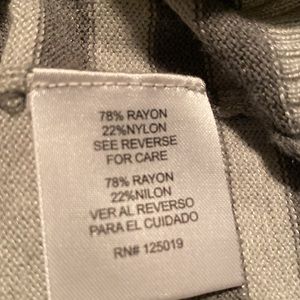 78% RAYON
22%NYLON
SEE REVERSE
FOR CARE
78% RAYON
22%NILON
VER AL REVERSO
PARA EL CUIDADO
RN# 125019